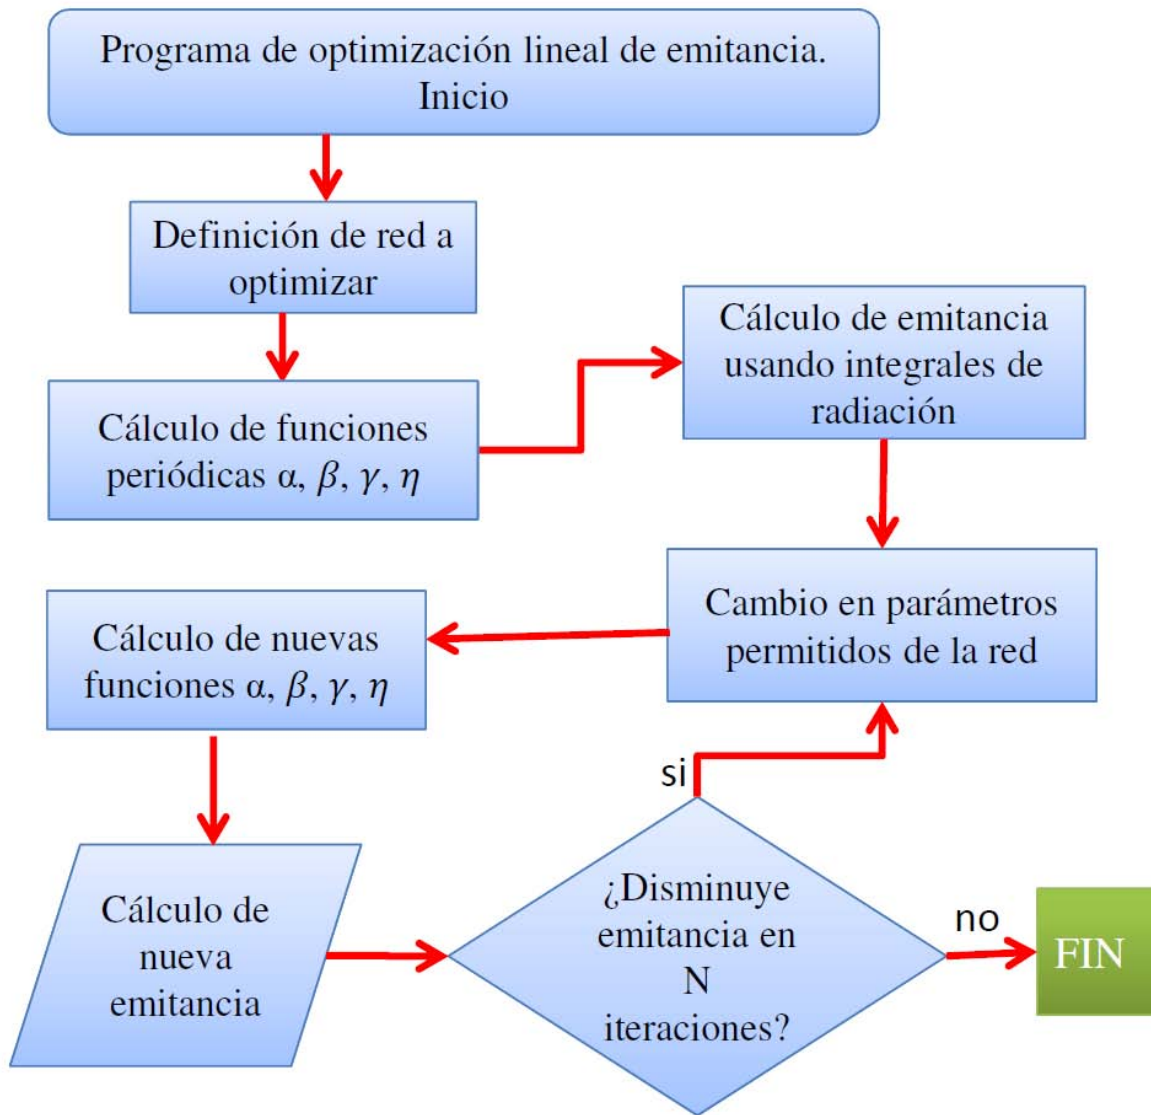 Programa de optimización lineal de emitancia.
Inicio
Definición de red a
optimizar
Cálculo de funciones
periódicas α, β, γ, η
Cálculo de emitancia
usando integrales de
radiación
Cambio en parámetros
permitidos de la red
Cálculo de nuevas
funciones α, β, γ, η
Cálculo de
nueva
emitancia
¿Disminuye
emitancia en
N
iteraciones?
si
no
FIN